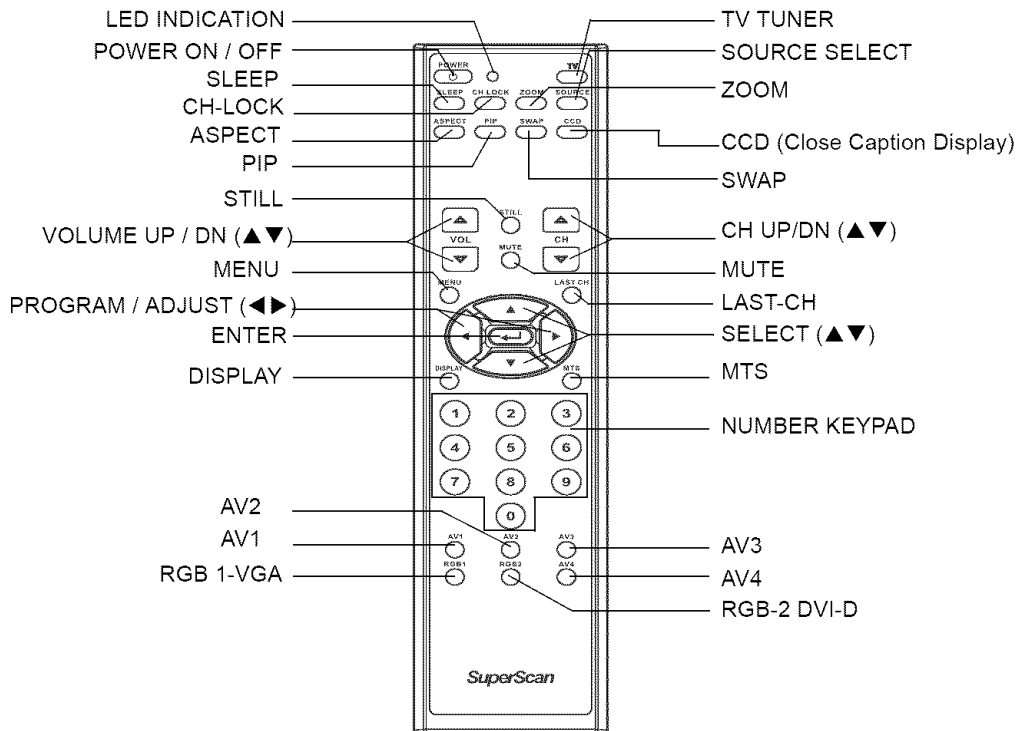 LED INDICATION
POWER ON / OFF
SLEEP
CH-LOCK
ASPECT
PIP
STILL
VOLUME UP / DN (▲▼)
MENU
PROGRAM / ADJUST (◀▶)
ENTER
DISPLAY
AV2
AV1
RGB 1-VGA
TV TUNER
SOURCE SELECT
ZOOM
CCD (Close Caption Display)
SWAP
CH UP/DN (▲▼)
MUTE
LAST-CH
SELECT (▲▼)
MTS
NUMBER KEYPAD
AV3
AV4
RGB-2 DVI-D
POWER TV
SLEEP CH LOCK ZOOM SOURCE
ASPECT PIP SWAP CCD
STILL
VOL CH
MUTE
MENU LAST CH
DISPLAY MTS
1 2 3
4 5 6
7 8 9
0
AV1 AV2 AV3
RGB1 RGB2 AV4
SuperScan